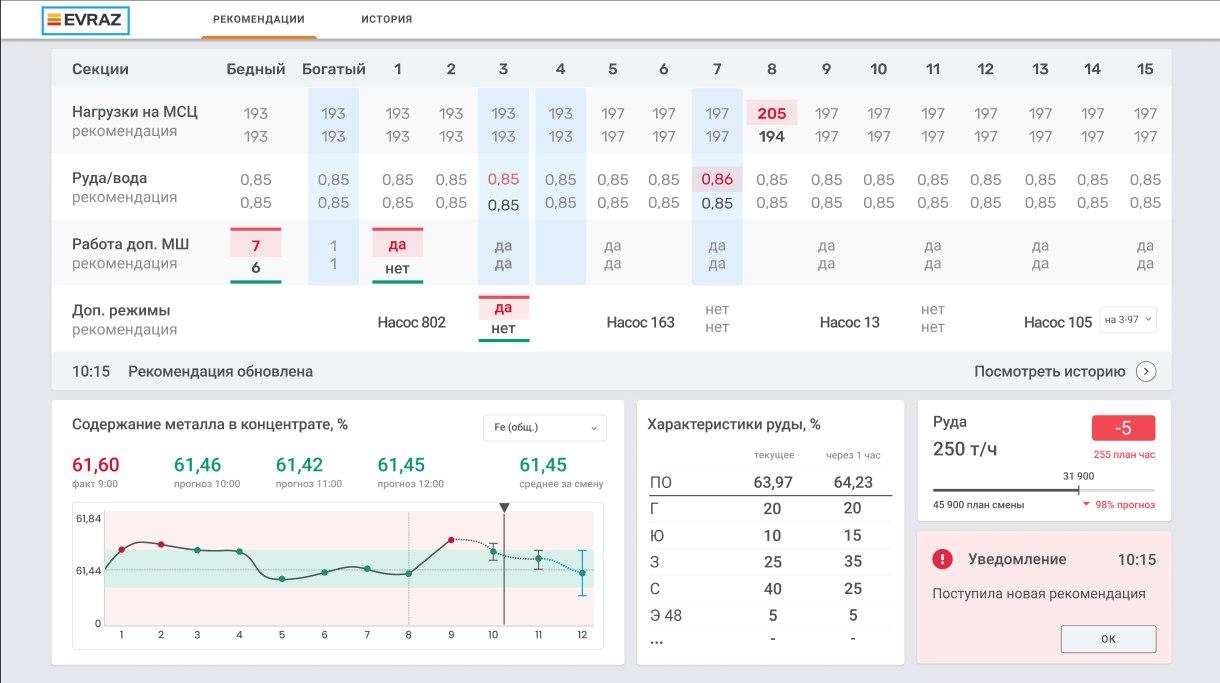 EVRAZ РЕКОМЕНДАЦИИ ИСТОРИЯ
Секции Бедный Богатый 1 2 3 4 5 6 7 8 9 10 11 12 13 14 15
Нагрузки на МСЦ 193 193 193 193 193 193 197 197 197 205 197 197 197 197 197 197 197
рекомендация 193 193 193 193 193 193 197 197 197 194 197 197 197 197 197 197 197
Руда/вода 0,85 0,85 0,85 0,85 0,85 0,85 0,85 0,85 0,86 0,85 0,85 0,85 0,85 0,85 0,85 0,85 0,85
рекомендация 0,85 0,85 0,85 0,85 0,85 0,85 0,85 0,85 0,85 0,85 0,85 0,85 0,85 0,85 0,85 0,85 0,85
Работа доп. МШ 7 1 да да да да да да да да
рекомендация 6 1 нет да да да да да да да
Доп. режимы Насос 802 да Насос 163 нет Насос 13 нет Насос 105 на 3-97
рекомендация нет нет нет
10:15 Рекомендация обновлена Посмотреть историю
Содержание металла в концентрате, % Fe (общ.)
61,60 61,46 61,42 61,45 61,45
факт 9:00 прогноз 10:00 прогноз 11:00 прогноз 12:00 среднее за смену
61,84
61,44
0
1 2 3 4 5 6 7 8 9 10 11 12
Характеристики руды, %
текущее через 1 час
ПО 63,97 64,23
Г 20 20
Ю 10 15
З 25 35
С 40 25
Э 48 5 5
... - -
Руда -5
250 т/ч 255 план час
31 900
45 900 план смены 98% прогноз
! Уведомление 10:15
Поступила новая рекомендация
ОК